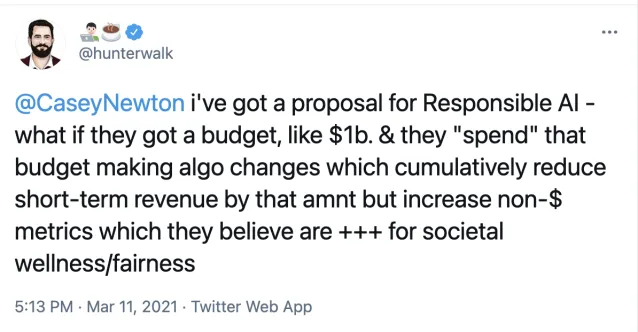 @hunterwalk
@CaseyNewton i've got a proposal for Responsible AI -
what if they got a budget, like $1b. & they "spend" that
budget making algo changes which cumulatively reduce
short-term revenue by that amnt but increase non-$
metrics which they believe are +++ for societal
wellness/fairness
5:13 PM · Mar 11, 2021 · Twitter Web App